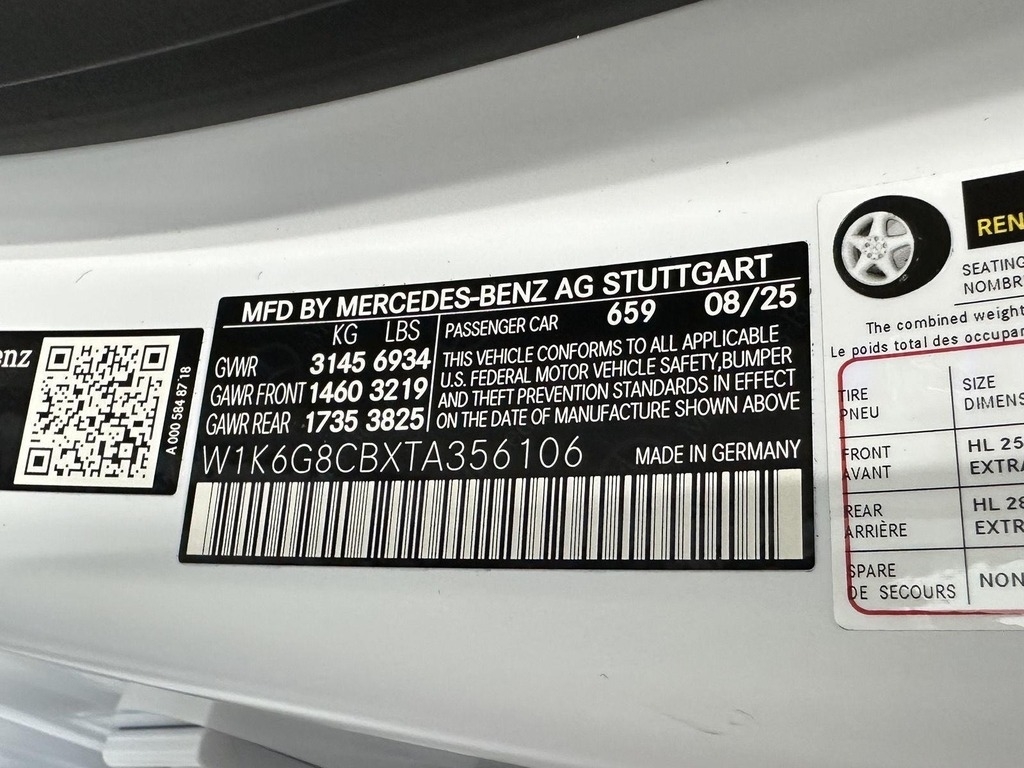 enz
A 000 584 87 18
MFD BY MERCEDES-BENZ AG STUTTGART
KG LBS
GVWR 3145 6934
GAWR FRONT 1460 3219
GAWR REAR 1735 3825
PASSENGER CAR 659 08/25
THIS VEHICLE CONFORMS TO ALL APPLICABLE
U.S. FEDERAL MOTOR VEHICLE SAFETY, BUMPER
AND THEFT PREVENTION STANDARDS IN EFFECT
ON THE DATE OF MANUFACTURE SHOWN ABOVE
W1K6G8CBXTA356106 MADE IN GERMANY
REN
SEATING
NOMBR
The combined weight
Le poids total des occupan
TIRE SIZE
PNEU DIMENS
FRONT HL 25
AVANT EXTRA
REAR HL 28
ARRIÈRE EXTR
SPARE NON
DE SECOURS